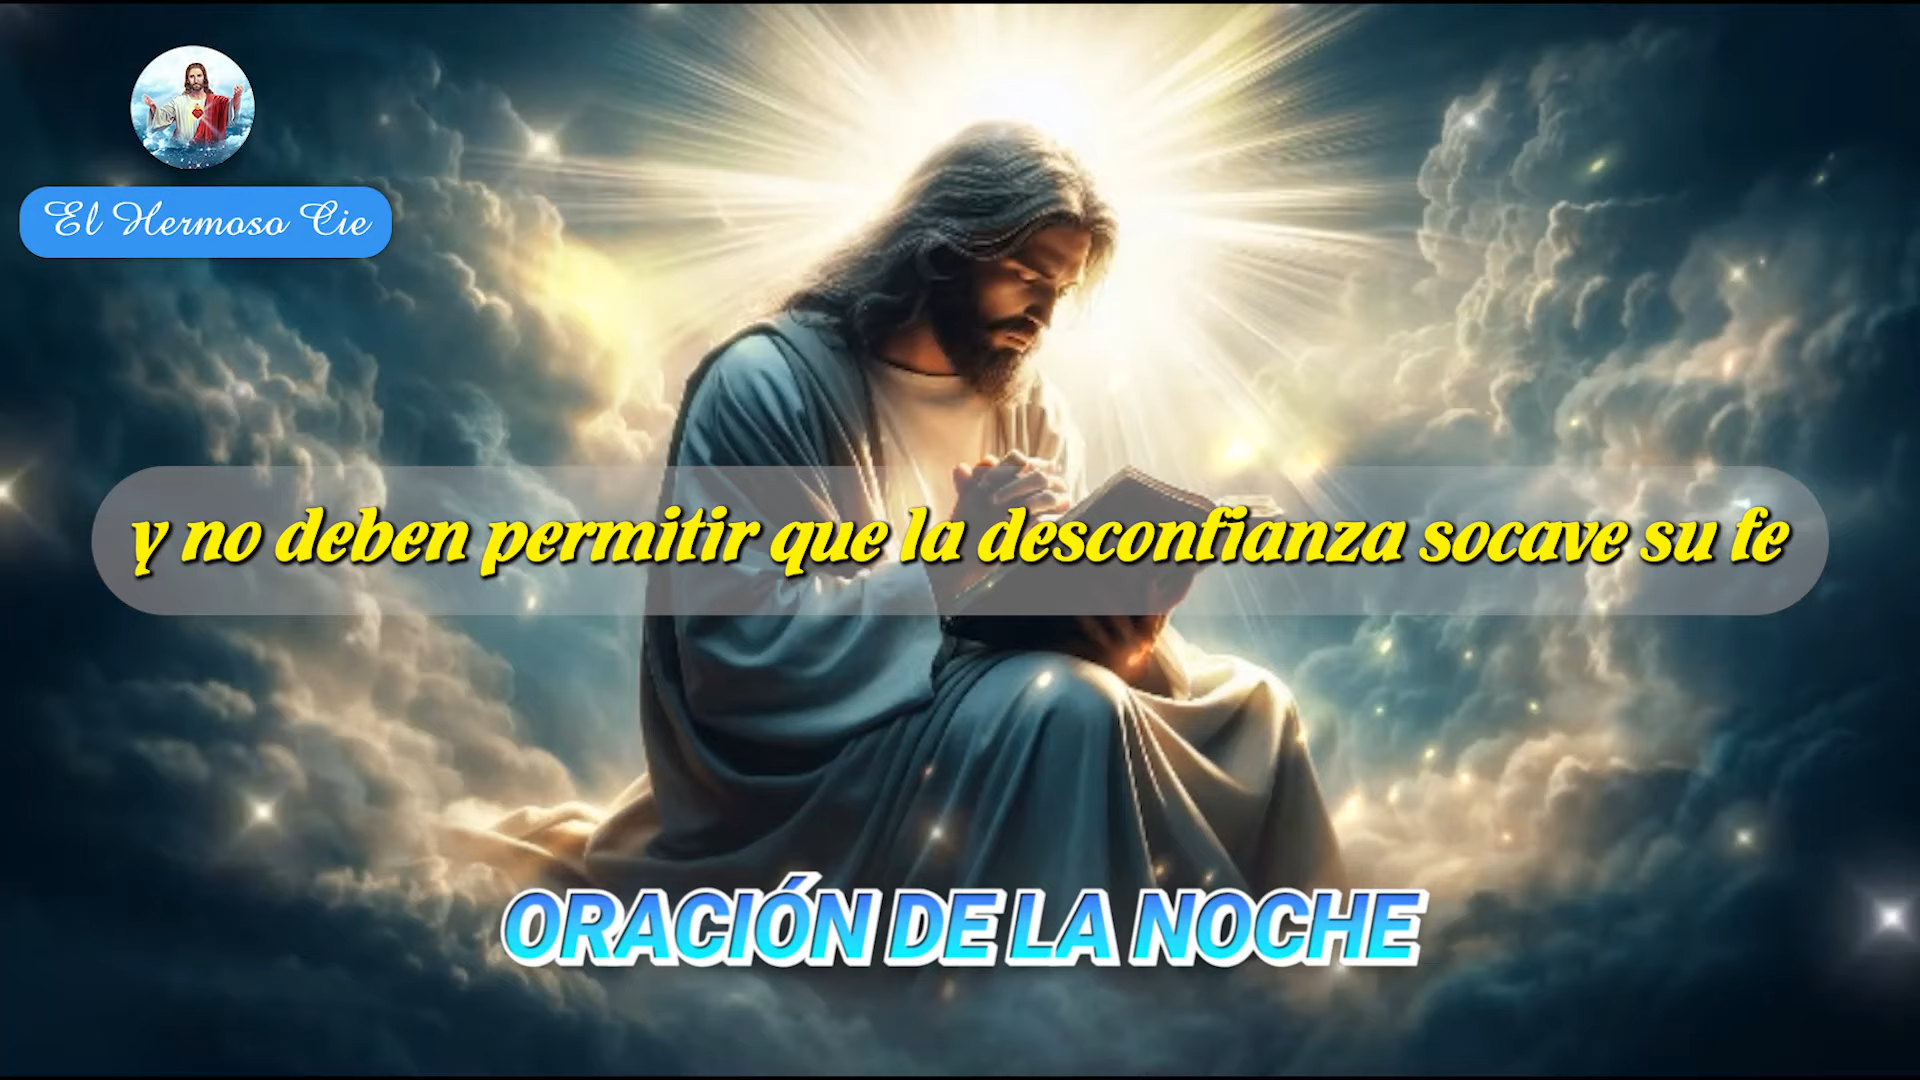 El Hermoso Cie
y no deben permitir que la desconfianza socave su fe
ORACIÓN DE LA NOCHE